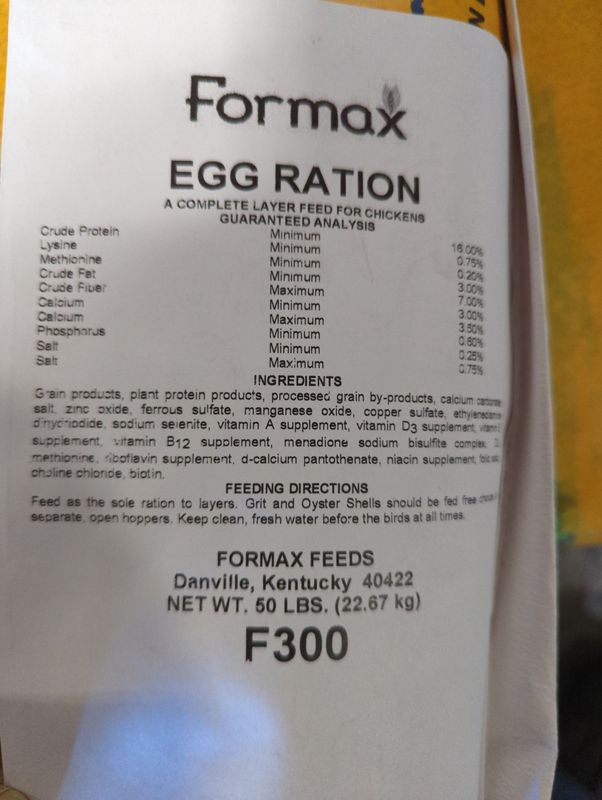 Formax
EGG RATION
A COMPLETE LAYER FEED FOR CHICKENS
GUARANTEED ANALYSIS
Crude Protein Minimum 16.00%
Lysine Minimum 0.75%
Methionine Minimum 0.20%
Crude Fat Minimum 3.00%
Crude Fiber Maximum 7.00%
Calcium Minimum 3.00%
Calcium Maximum 3.50%
Phosphorus Minimum 0.60%
Salt Minimum 0.25%
Salt Maximum 0.75%
INGREDIENTS
Grain products, plant protein products, processed grain by-products, calcium carbonate
salt, zinc oxide, ferrous sulfate, manganese oxide, copper sulfate, ethylenediamine
dihydriodide, sodium selenite, vitamin A supplement, vitamin D3 supplement, vitamin E
supplement, vitamin B12 supplement, menadione sodium bisulfite complex,
methionine, riboflavin supplement, d-calcium pantothenate, niacin supplement, folic acid
choline chloride, biotin.
FEEDING DIRECTIONS
Feed as the sole ration to layers. Grit and Oyster Shells should be fed free choice
separate, open hoppers. Keep clean, fresh water before the birds at all times.
FORMAX FEEDS
Danville, Kentucky 40422
NET WT. 50 LBS. (22.67 kg)
F300